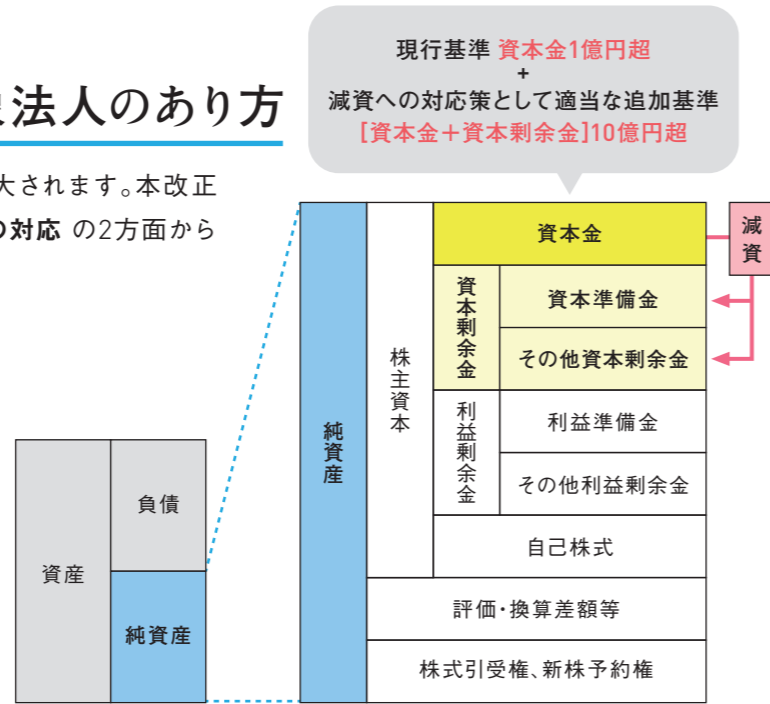 法人のあり方
大されます。本改正
の対応 の2方面から
現行基準 資本金1億円超
+
減資への対応策として適当な追加基準
[資本金+資本剰余金]10億円超
資産
負債
純資産
純資産
株主資本
資本金
減資
資本剰余金
資本準備金
その他資本剰余金
利益剰余金
利益準備金
その他利益剰余金
自己株式
評価・換算差額等
株式引受権、新株予約権